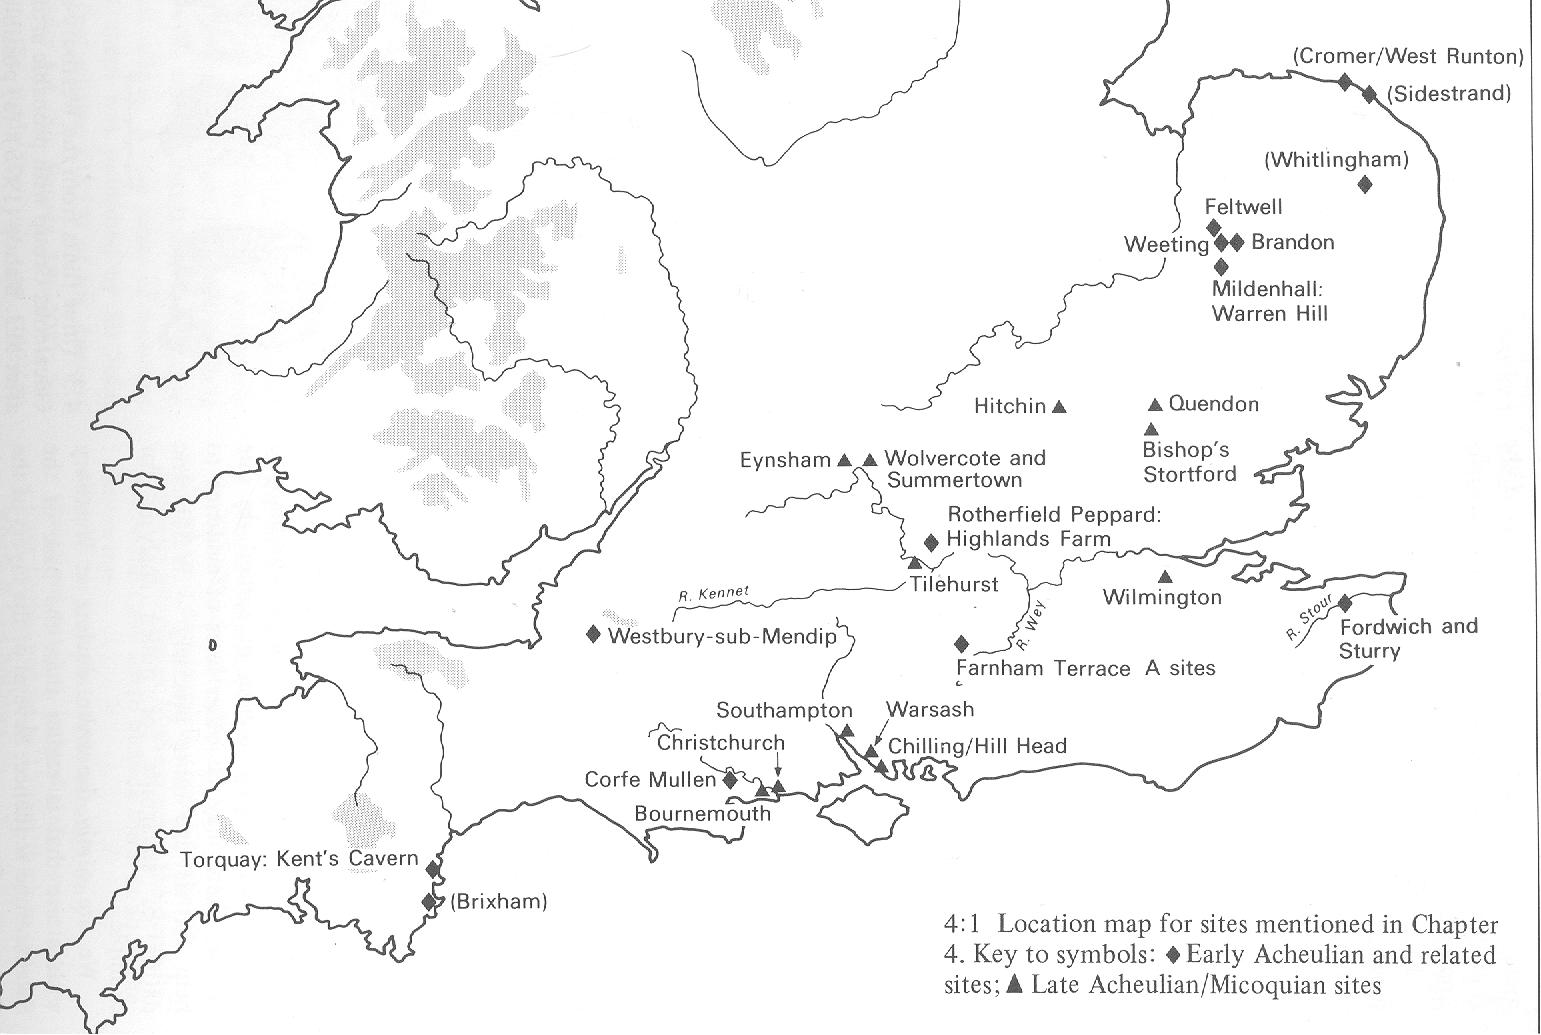 (Cromer/West Runton)
(Sidestrand)
(Whitlingham)
Feltwell
Weeting
Brandon
Mildenhall:
Warren Hill
Hitchin
Quendon
Bishop's
Stortford
Eynsham
Wolvercote and
Summertown
Rotherfield Peppard:
Highlands Farm
Tilehurst
R. Kennet
Wilmington
R. Wey
R. Stour
Fordwich and
Sturry
Westbury-sub-Mendip
Farnham Terrace A sites
Southampton
Warsash
Christchurch
Chilling/Hill Head
Corfe Mullen
Bournemouth
Torquay: Kent's Cavern
(Brixham)
4:1 Location map for sites mentioned in Chapter
4. Key to symbols: ♦ Early Acheulian and related
sites; ▲ Late Acheulian/Micoquian sites